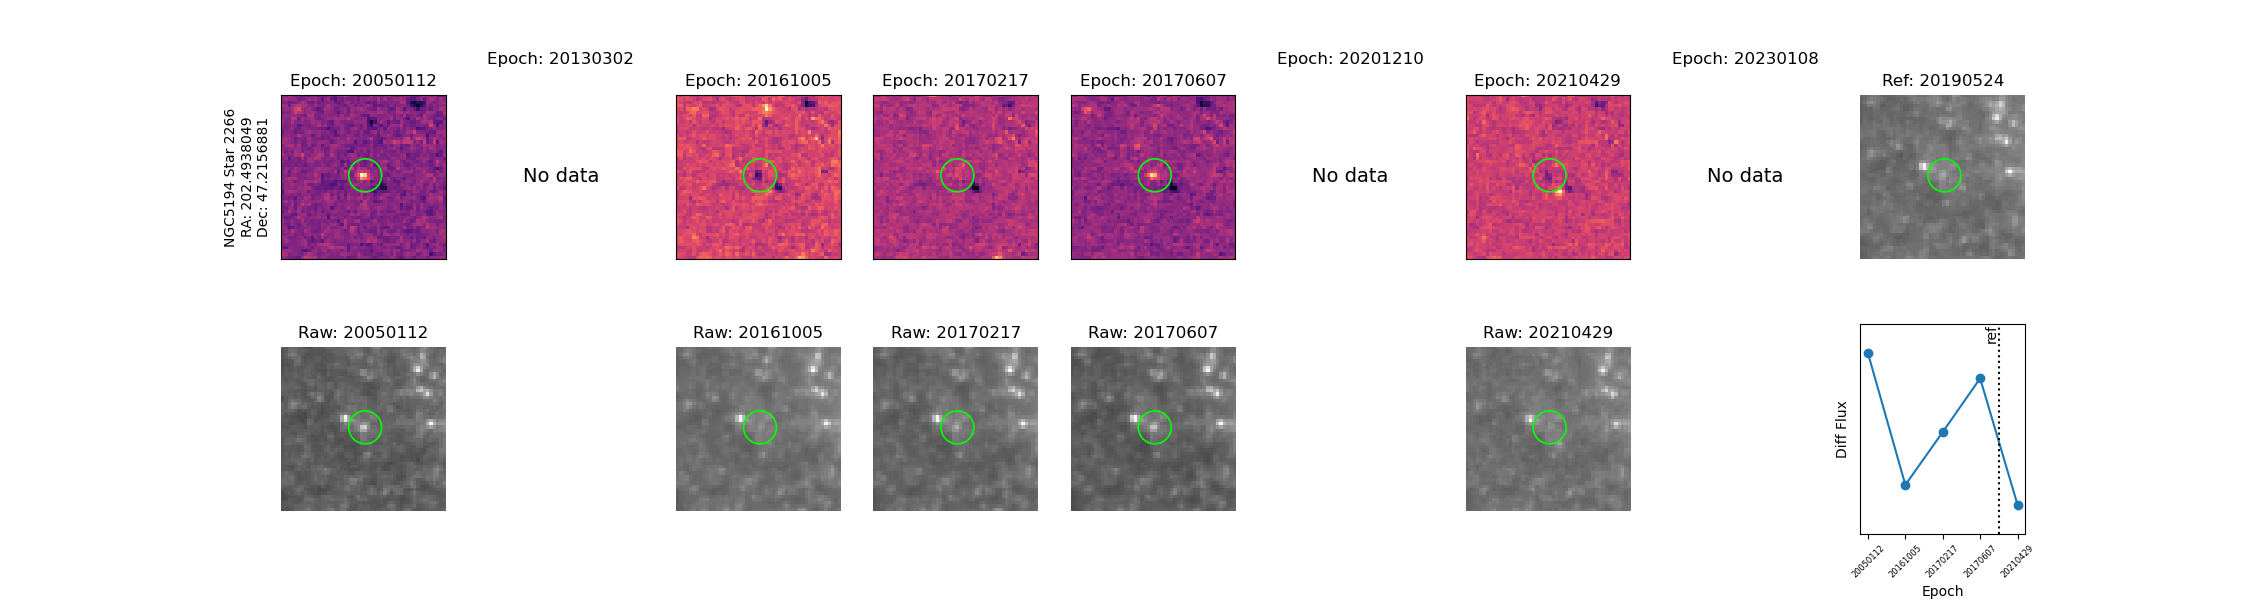 NGC5194 Star 2266
RA: 202.4938049
Dec: 47.2156881
Epoch: 20050112
Epoch: 20130302
No data
Epoch: 20161005
Epoch: 20170217
Epoch: 20170607
Epoch: 20201210
No data
Epoch: 20210429
Epoch: 20230108
No data
Ref: 20190524
Raw: 20050112
Raw: 20161005
Raw: 20170217
Raw: 20170607
Raw: 20210429
Diff Flux
ref
20050112
20161005
20170217
20170607
20210429
Epoch